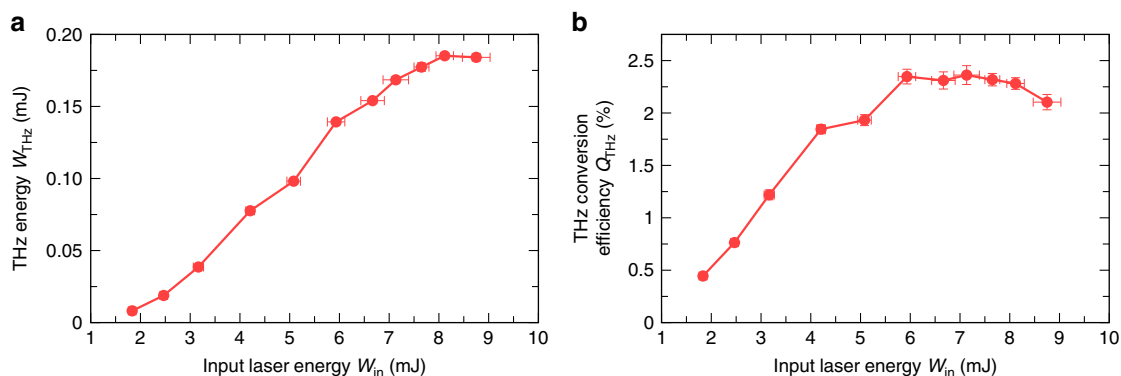 a
0.20
0.15
0.10
0.05
0
THz energy W_THz (mJ)
1 2 3 4 5 6 7 8 9 10
Input laser energy W_in (mJ)
b
2.5
2
1.5
1
0.5
0
THz conversion
efficiency Q_THz (%)
1 2 3 4 5 6 7 8 9 10
Input laser energy W_in (mJ)